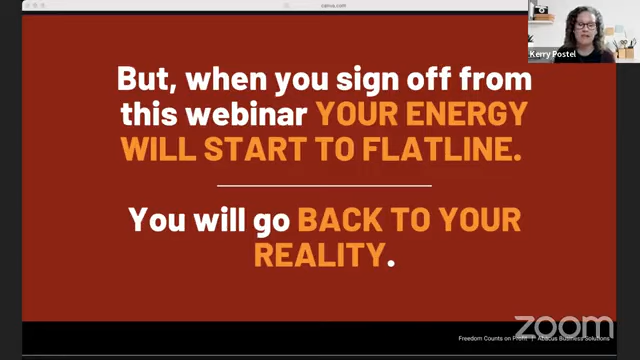 canva.com
Kerry Postel
But, when you sign off from
this webinar YOUR ENERGY
WILL START TO FLATLINE.
You will go BACK TO YOUR
REALITY.
zoom
Freedom Counts on Profit | Abacus Business Solutions